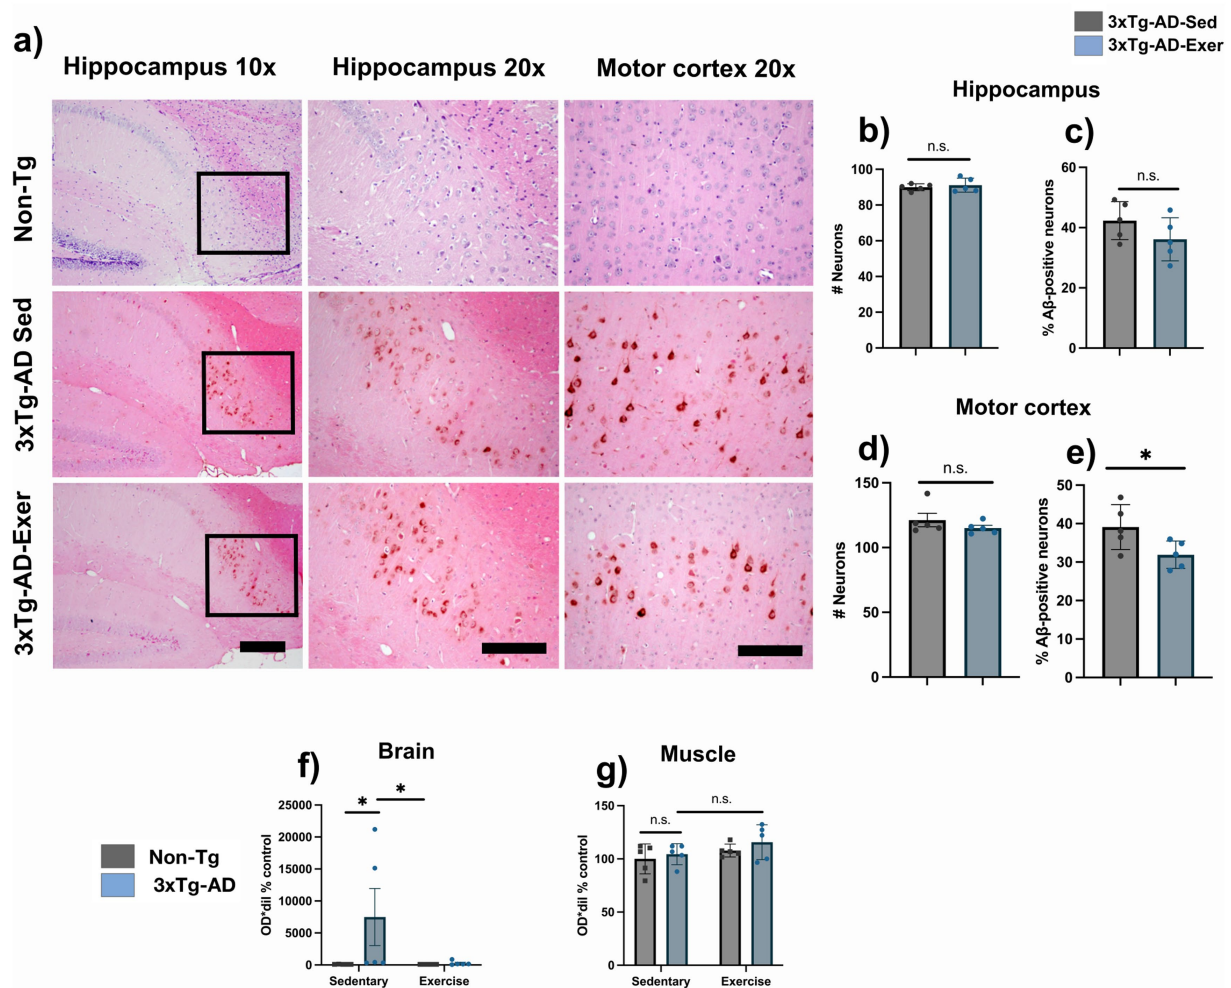 a)
3xTg-AD-Sed
3xTg-AD-Exer
Hippocampus 10x
Hippocampus 20x
Motor cortex 20x
Non-Tg
3xTg-AD Sed
3xTg-AD-Exer
Hippocampus
b)
n.s.
# Neurons
100
80
60
40
20
0
c)
n.s.
% Aβ-positive neurons
60
40
20
0
Motor cortex
d)
n.s.
# Neurons
150
100
50
0
e)
*
% Aβ-positive neurons
50
40
30
20
10
0
Non-Tg
3xTg-AD
f)
Brain
*
*
OD*dil % control
25000
20000
15000
10000
5000
0
Sedentary
Exercise
g)
Muscle
n.s.
n.s.
OD*dil % control
150
100
50
0
Sedentary
Exercise